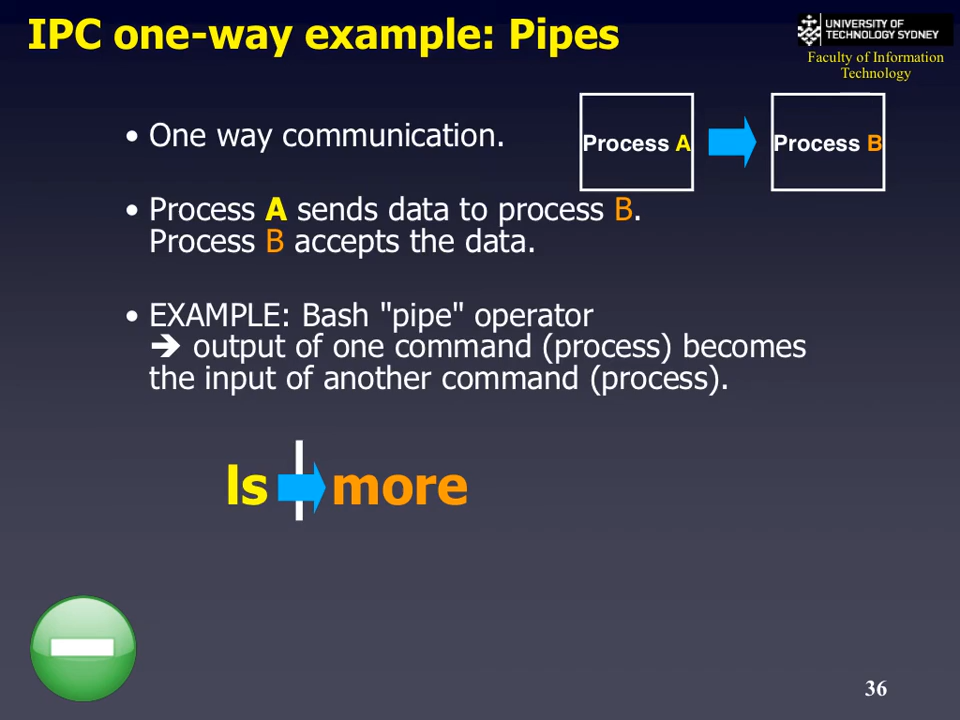 IPC one-way example: Pipes
UNIVERSITY OF
TECHNOLOGY SYDNEY
Faculty of Information
Technology
• One way communication.
Process A
Process B
• Process A sends data to process B.
Process B accepts the data.
• EXAMPLE: Bash "pipe" operator
➔ output of one command (process) becomes
the input of another command (process).
ls | more
36